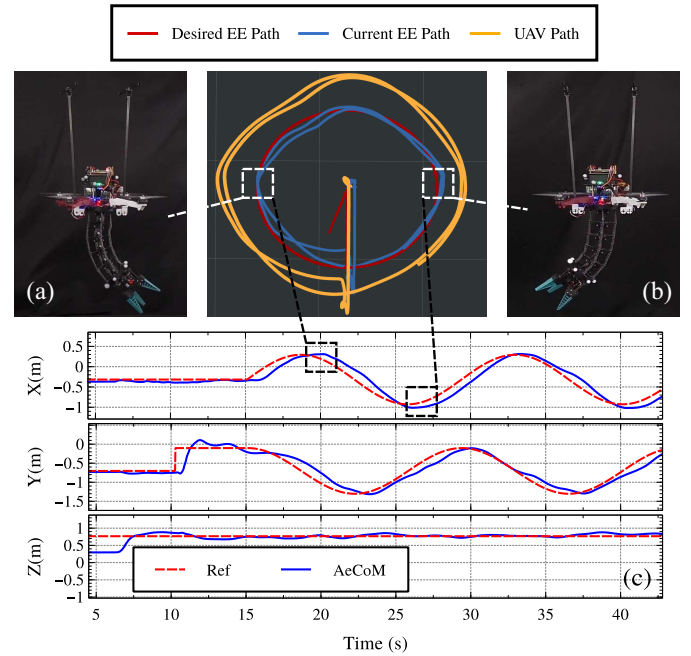 Desired EE Path Current EE Path UAV Path
(a)
(b)
X(m)
0.5
0
−0.5
−1
Y(m)
0
−0.5
−1
−1.5
Z(m)
1
0.5
0
−0.5
−1
Ref AeCoM
(c)
5 10 15 20 25 30 35 40
Time (s)